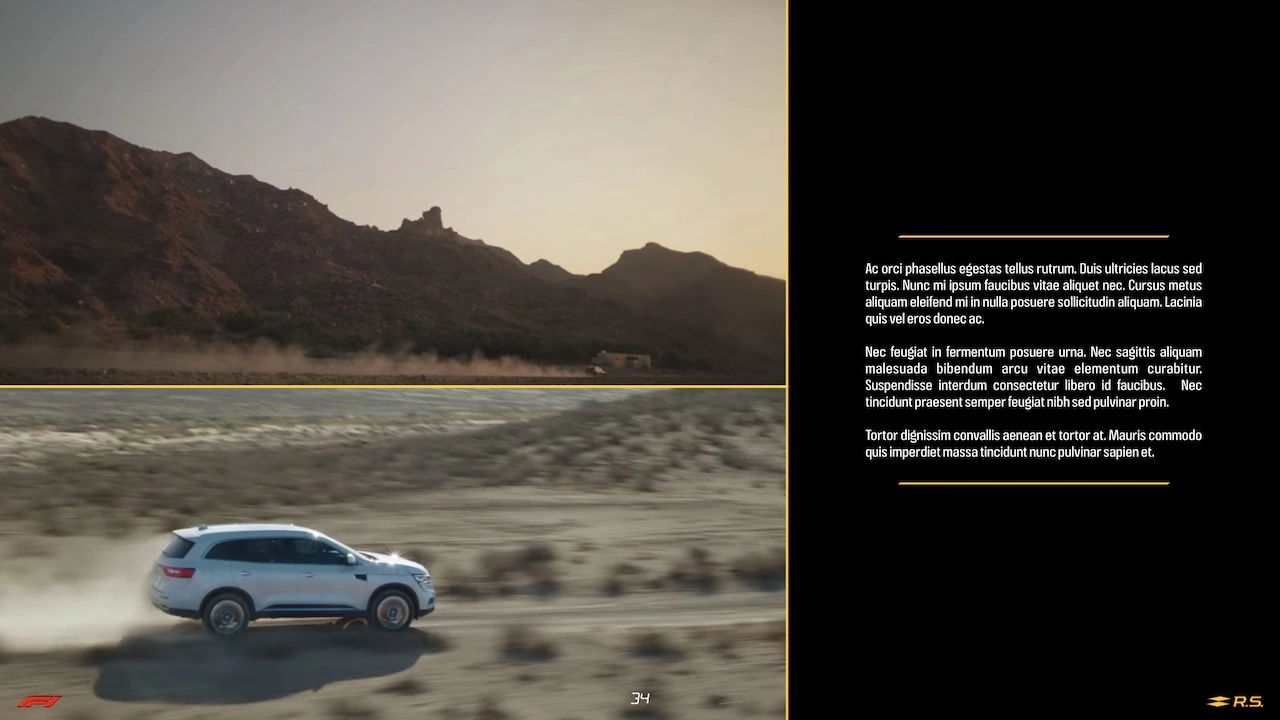 Ac orci phasellus egestas tellus rutrum. Duis ultricies lacus sed
turpis. Nunc mi ipsum faucibus vitae aliquet nec. Cursus metus
aliquam eleifend mi in nulla posuere sollicitudin aliquam. Lacinia
quis vel eros donec ac.
Nec feugiat in fermentum posuere urna. Nec sagittis aliquam
malesuada bibendum arcu vitae elementum curabitur.
Suspendisse interdum consectetur libero id faucibus. Nec
tincidunt praesent semper feugiat nibh sed pulvinar proin.
Tortor dignissim convallis aenean et tortor at. Mauris commodo
quis imperdiet massa tincidunt nunc pulvinar sapien et.
F1
34
R.S.